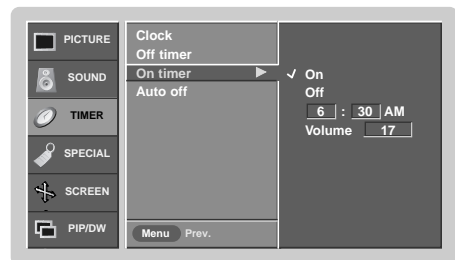 PICTURE
SOUND
TIMER
SPECIAL
SCREEN
PIP/DW
Clock
Off timer
On timer
Auto off
Menu Prev.
On
Off
6 : 30 AM
Volume 17